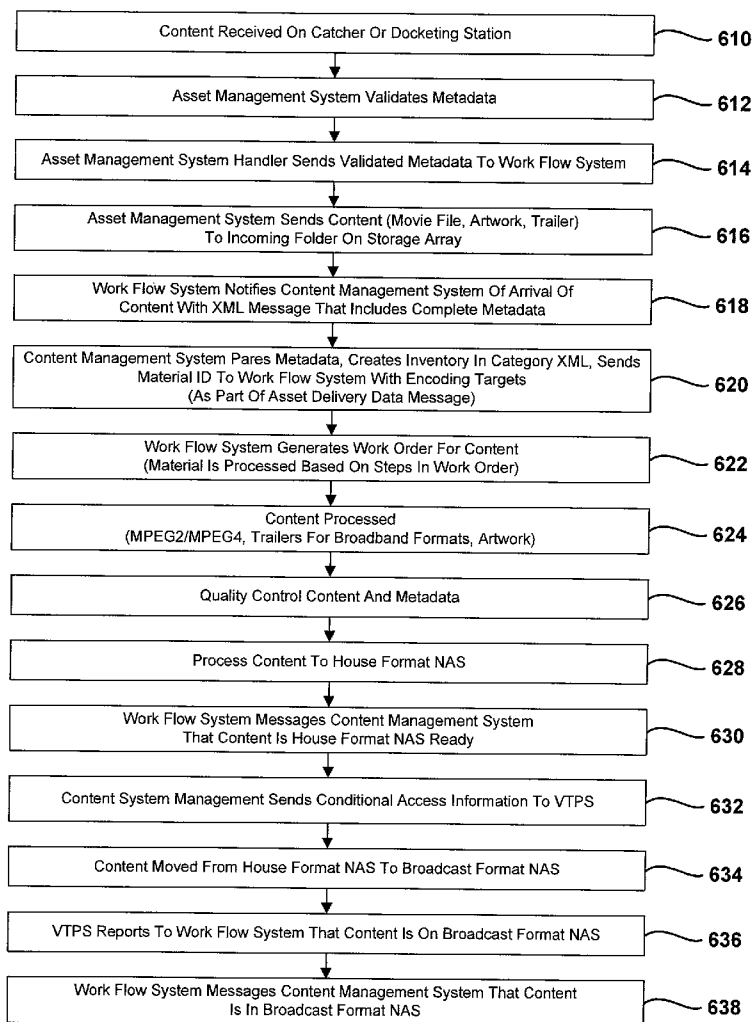 Content Received On Catcher Or Docketing Station
610
Asset Management System Validates Metadata
612
Asset Management System Handler Sends Validated Metadata To Work Flow System
614
Asset Management System Sends Content (Movie File, Artwork, Trailer)
To Incoming Folder On Storage Array
616
Work Flow System Notifies Content Management System Of Arrival Of
Content With XML Message That Includes Complete Metadata
618
Content Management System Pares Metadata, Creates Inventory In Category XML, Sends
Material ID To Work Flow System With Encoding Targets
(As Part Of Asset Delivery Data Message)
620
Work Flow System Generates Work Order For Content
(Material Is Processed Based On Steps In Work Order)
622
Content Processed
(MPEG2/MPEG4, Trailers For Broadband Formats, Artwork)
624
Quality Control Content And Metadata
626
Process Content To House Format NAS
628
Work Flow System Messages Content Management System
That Content Is House Format NAS Ready
630
Content System Management Sends Conditional Access Information To VTPS
632
Content Moved From House Format NAS To Broadcast Format NAS
634
VTPS Reports To Work Flow System That Content Is On Broadcast Format NAS
636
Work Flow System Messages Content Management System That Content
Is In Broadcast Format NAS
638